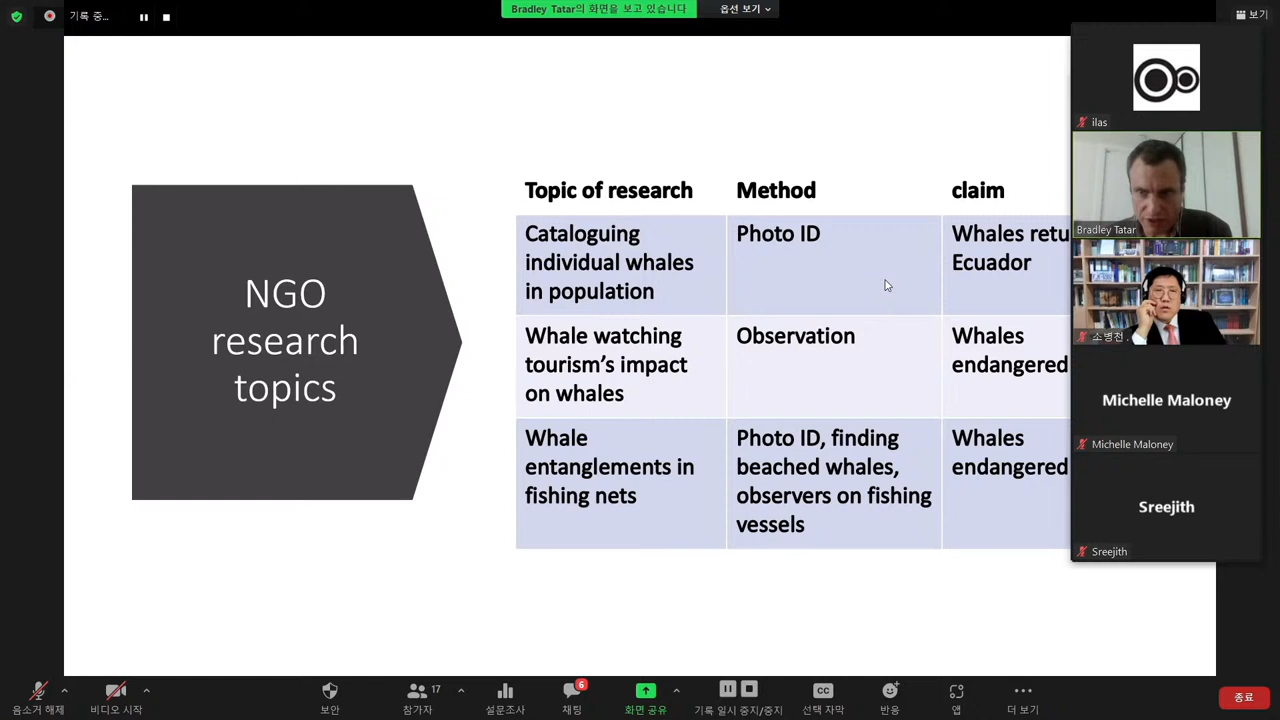 기록 중...
Bradley Tatar의 화면을 보고 있습니다
옵션 보기
보기
NGO
research
topics
Topic of research
Method
claim
Cataloguing
individual whales
in population
Photo ID
Whales retu
Ecuador
Whale watching
tourism's impact
on whales
Observation
Whales
endangered
Whale
entanglements in
fishing nets
Photo ID, finding
beached whales,
observers on fishing
vessels
Whales
endangered
ilas
Bradley Tatar
소병천 .
Michelle Maloney
Michelle Maloney
Sreejith
Sreejith
음소거 해제
비디오 시작
보안
17
참가자
설문조사
6
채팅
화면 공유
기록 일시 중지/중지
CC
선택 자막
반응
앱
더 보기
종료